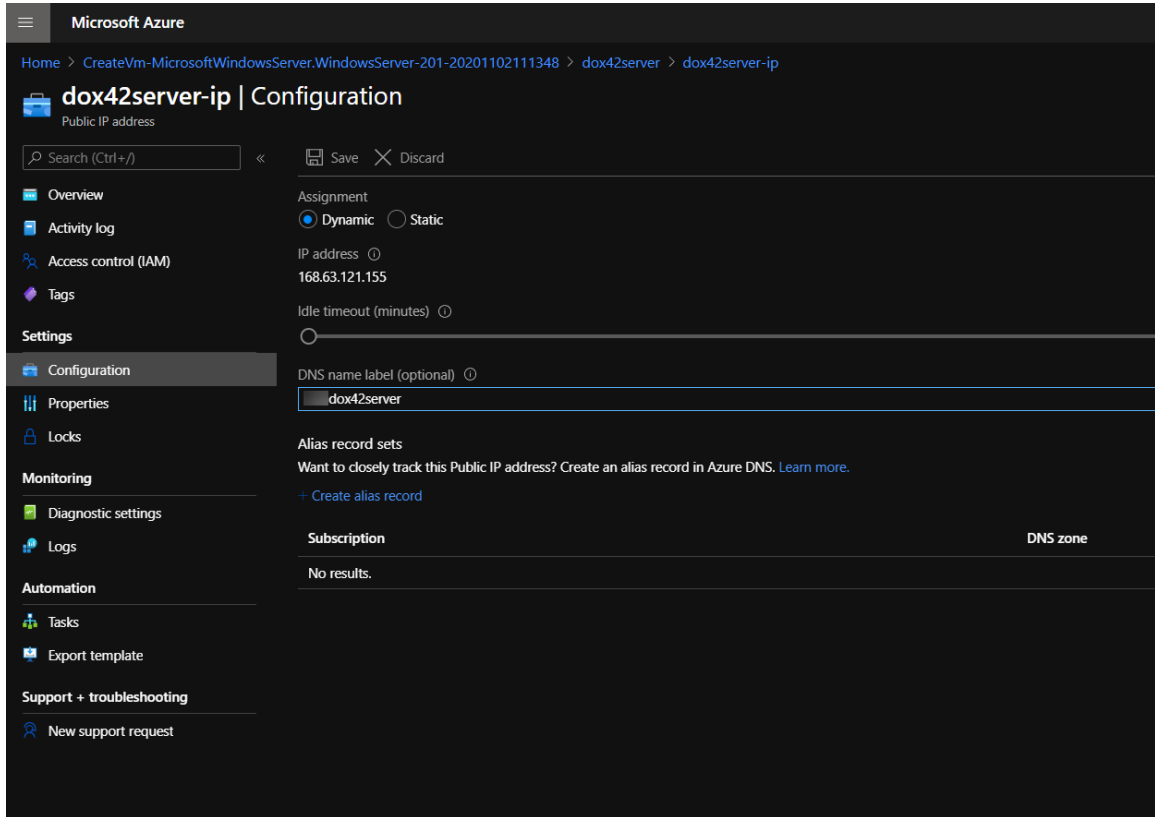 Microsoft Azure
Home > CreateVm-MicrosoftWindowsServer.WindowsServer-201-20201102111348 > dox42server > dox42server-ip
dox42server-ip | Configuration
Public IP address
Search (Ctrl+/)
«
Save
Discard
Overview
Activity log
Access control (IAM)
Tags
Settings
Configuration
Properties
Locks
Monitoring
Diagnostic settings
Logs
Automation
Tasks
Export template
Support + troubleshooting
New support request
Assignment
Dynamic
Static
IP address
168.63.121.155
Idle timeout (minutes)
DNS name label (optional)
dox42server
Alias record sets
Want to closely track this Public IP address? Create an alias record in Azure DNS. Learn more.
+ Create alias record
Subscription
DNS zone
No results.